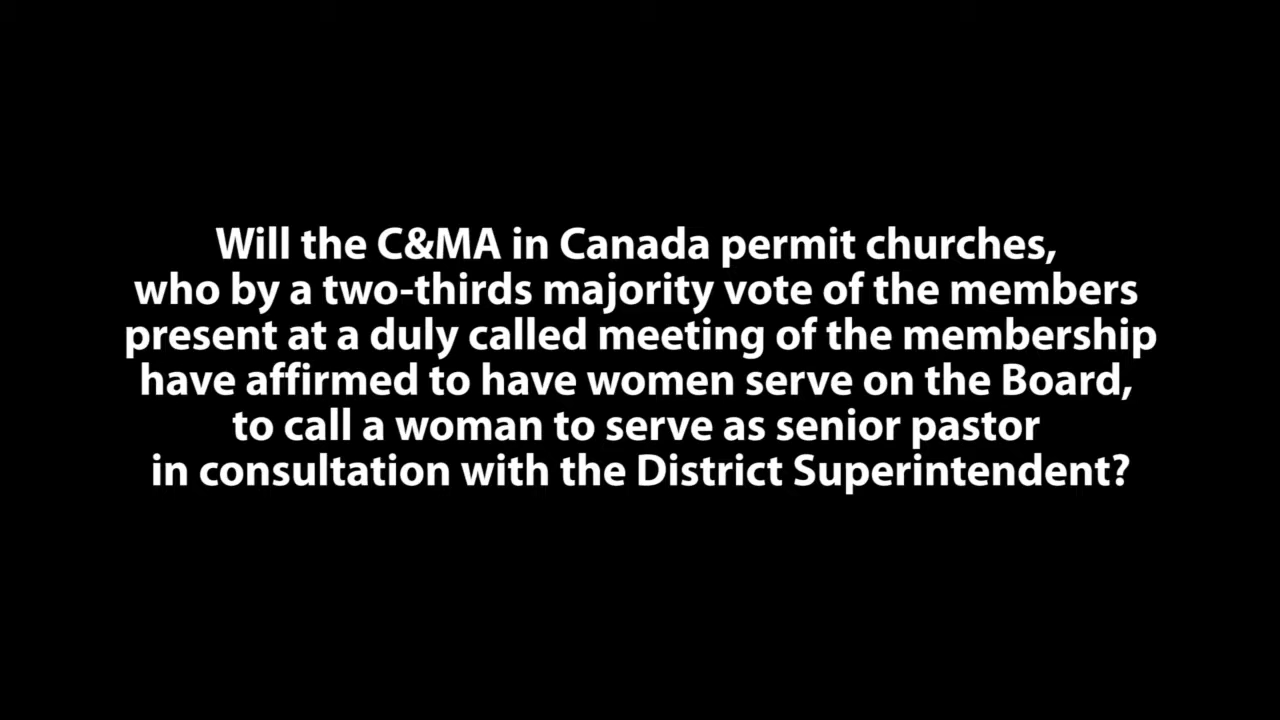 Will the C&MA in Canada permit churches,
who by a two-thirds majority vote of the members
present at a duly called meeting of the membership
have affirmed to have women serve on the Board,
to call a woman to serve as senior pastor
in consultation with the District Superintendent?